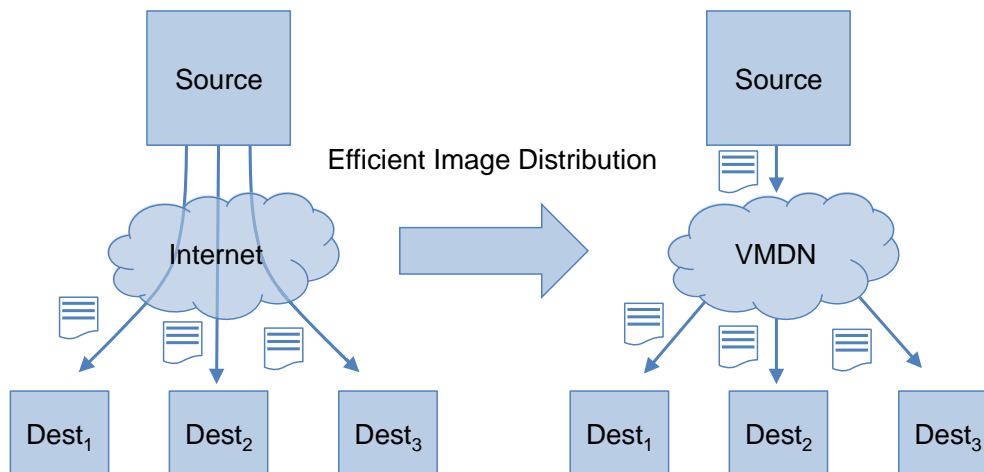 Source
Source
Efficient Image Distribution
Internet
VMDN
Dest₁
Dest₂
Dest₃
Dest₁
Dest₂
Dest₃